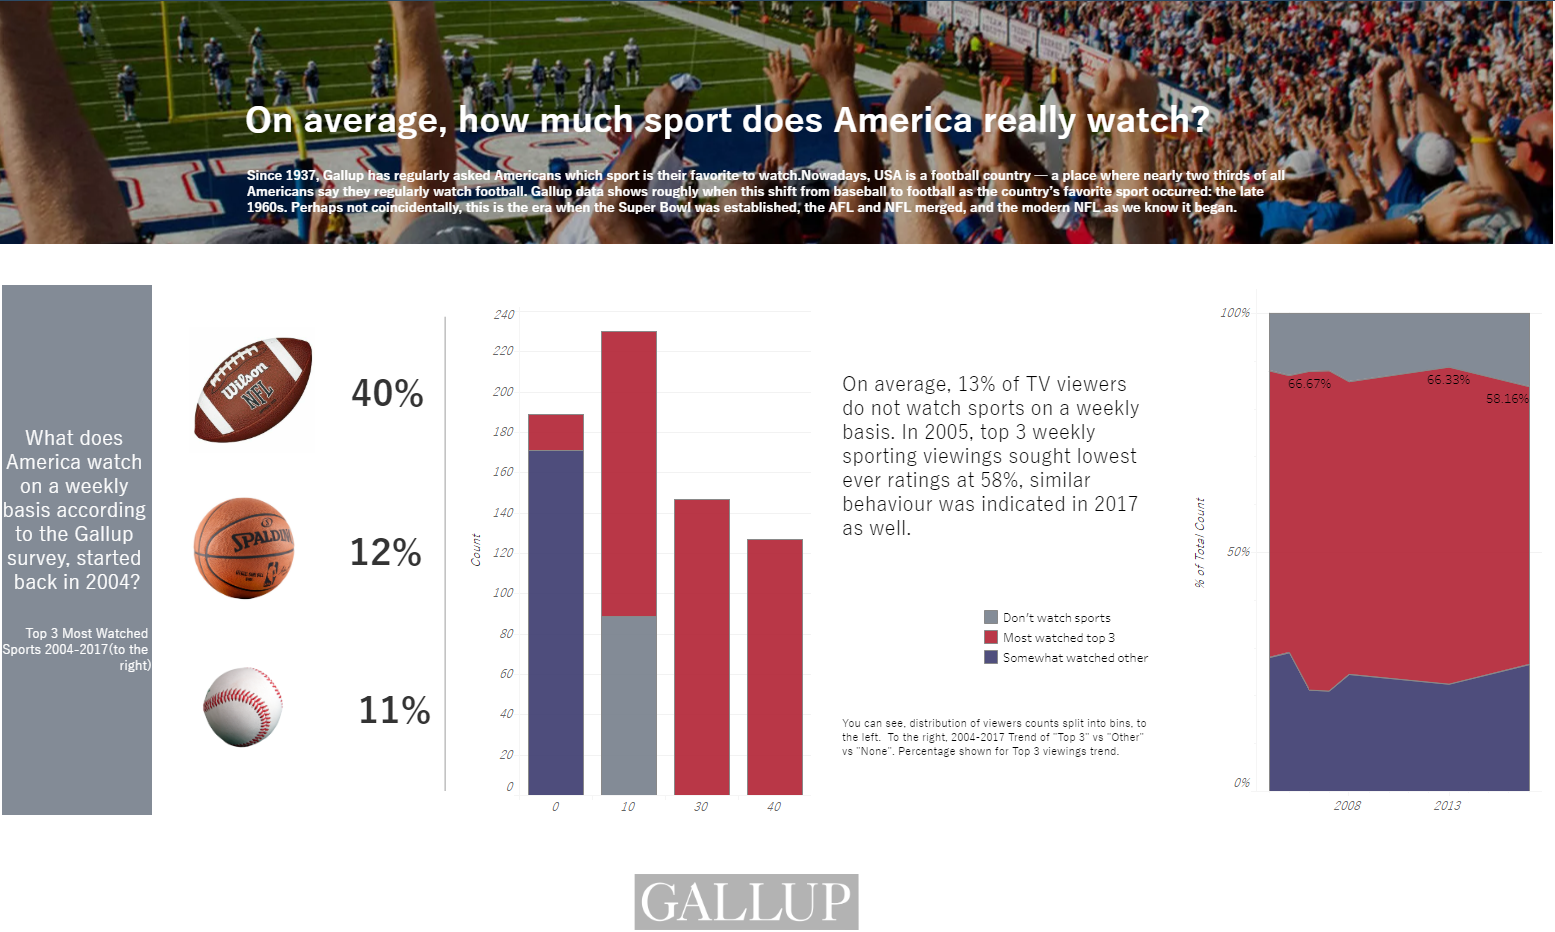 On average, how much sport does America really watch?
Since 1937, Gallup has regularly asked Americans which sport is their favorite to watch.Nowadays, USA is a football country — a place where nearly two thirds of all
Americans say they regularly watch football. Gallup data shows roughly when this shift from baseball to football as the country's favorite sport occurred: the late
1960s. Perhaps not coincidentally, this is the era when the Super Bowl was established, the AFL and NFL merged, and the modern NFL as we know it began.
What does
America watch
on a weekly
basis according
to the Gallup
survey, started
back in 2004?
Top 3 Most Watched
Sports 2004-2017(to the
right)
Wilson
NFL
40%
SPALDING
12%
11%
240
220
200
180
160
140
120
100
80
60
40
20
0
Count
0
10
30
40
On average, 13% of TV viewers
do not watch sports on a weekly
basis. In 2005, top 3 weekly
sporting viewings sought lowest
ever ratings at 58%, similar
behaviour was indicated in 2017
as well.
Don't watch sports
Most watched top 3
Somewhat watched other
You can see, distribution of viewers counts split into bins, to
the left.  To the right, 2004-2017 Trend of "Top 3" vs "Other"
vs "None". Percentage shown for Top 3 viewings trend.
100%
50%
0%
% of Total Count
66.67%
66.33%
58.16%
2008
2013
GALLUP